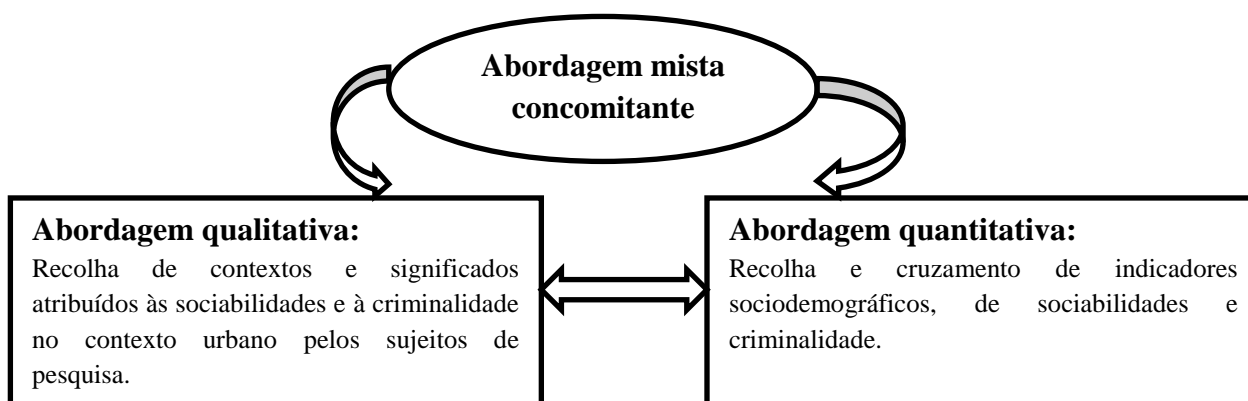 Abordagem mista
concomitante
Abordagem qualitativa:
Recolha de contextos e significados
atribuídos às sociabilidades e à criminalidade
no contexto urbano pelos sujeitos de
pesquisa.
Abordagem quantitativa:
Recolha e cruzamento de indicadores
sociodemográficos, de sociabilidades e
criminalidade.